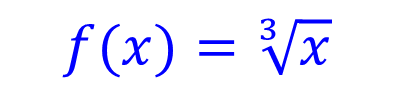 f(x) = ∛x